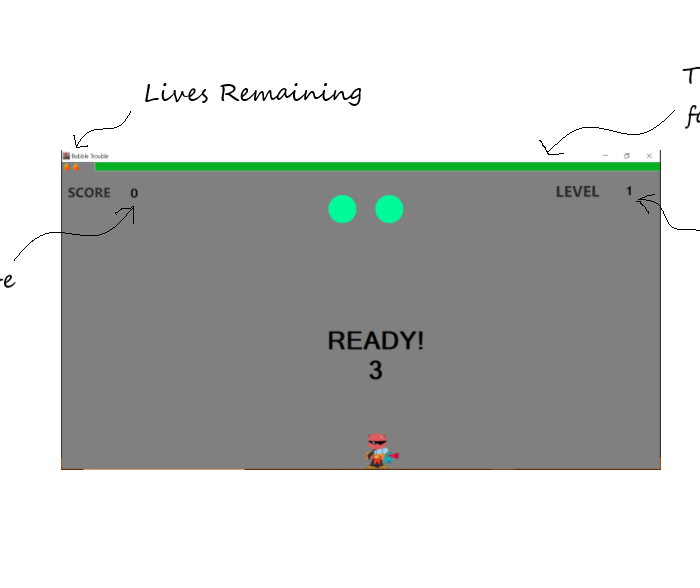 Lives Remaining
Bubble Trouble
SCORE 0
LEVEL 1
READY!
3